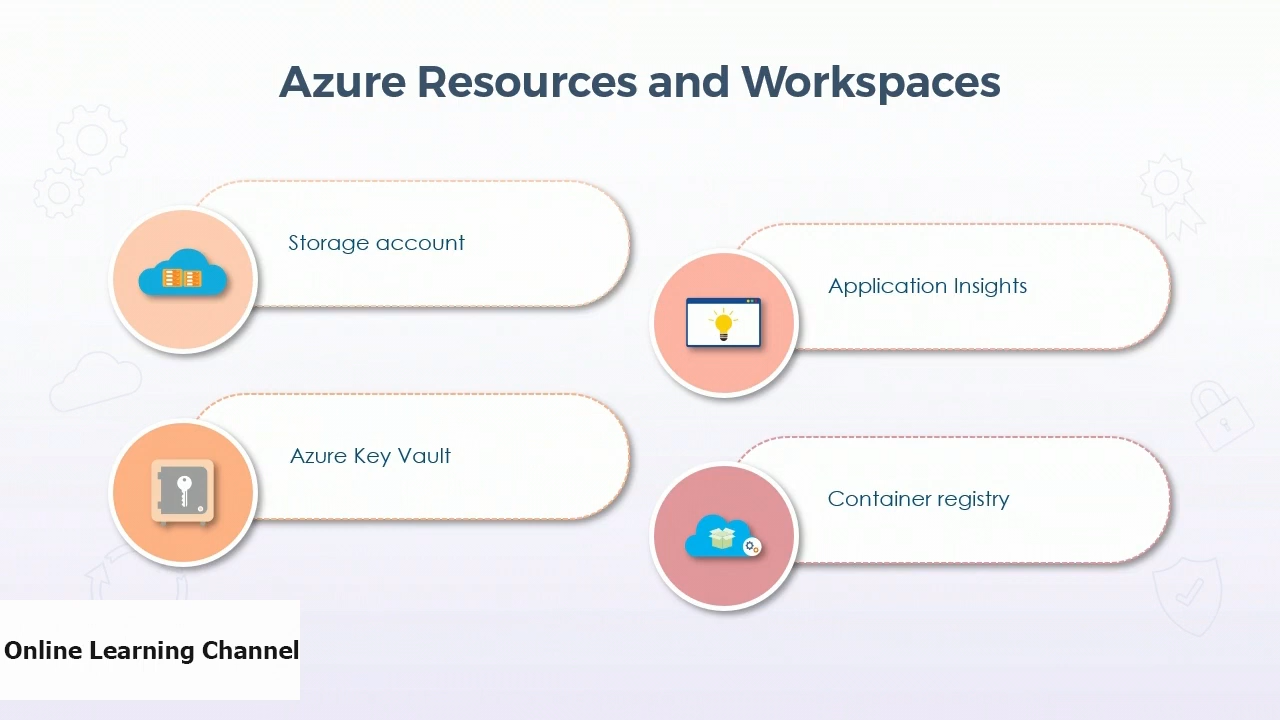 Azure Resources and Workspaces
Storage account
Application Insights
Azure Key Vault
Container registry
Online Learning Channel